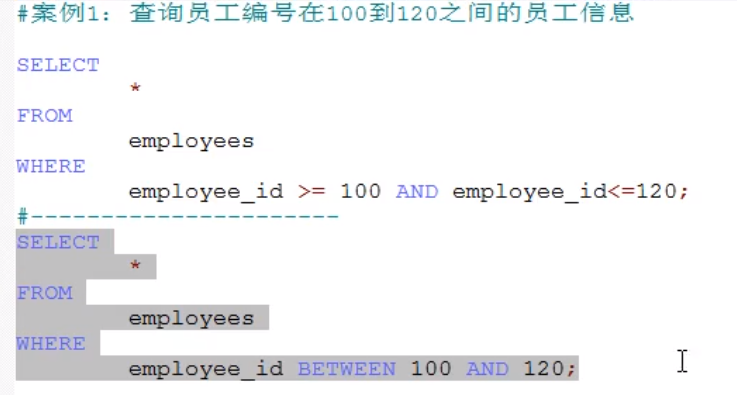 #案例1：查询员工编号在100到120之间的员工信息
SELECT
*
FROM
employees
WHERE
employee_id >= 100 AND employee_id<=120;
#----------------------
SELECT
*
FROM
employees
WHERE
employee_id BETWEEN 100 AND 120;